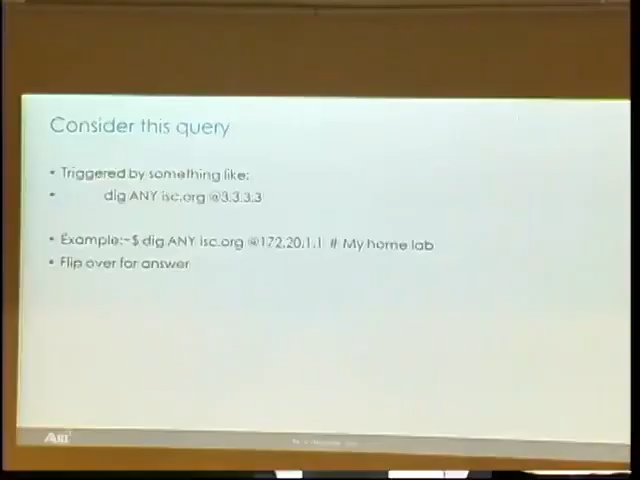 Consider this query
• Triggered by something like:
• dig ANY isc.org @3.3.3.3
• Example:~$ dig ANY isc.org @172.20.1.1 # My home lab
• Flip over for answer